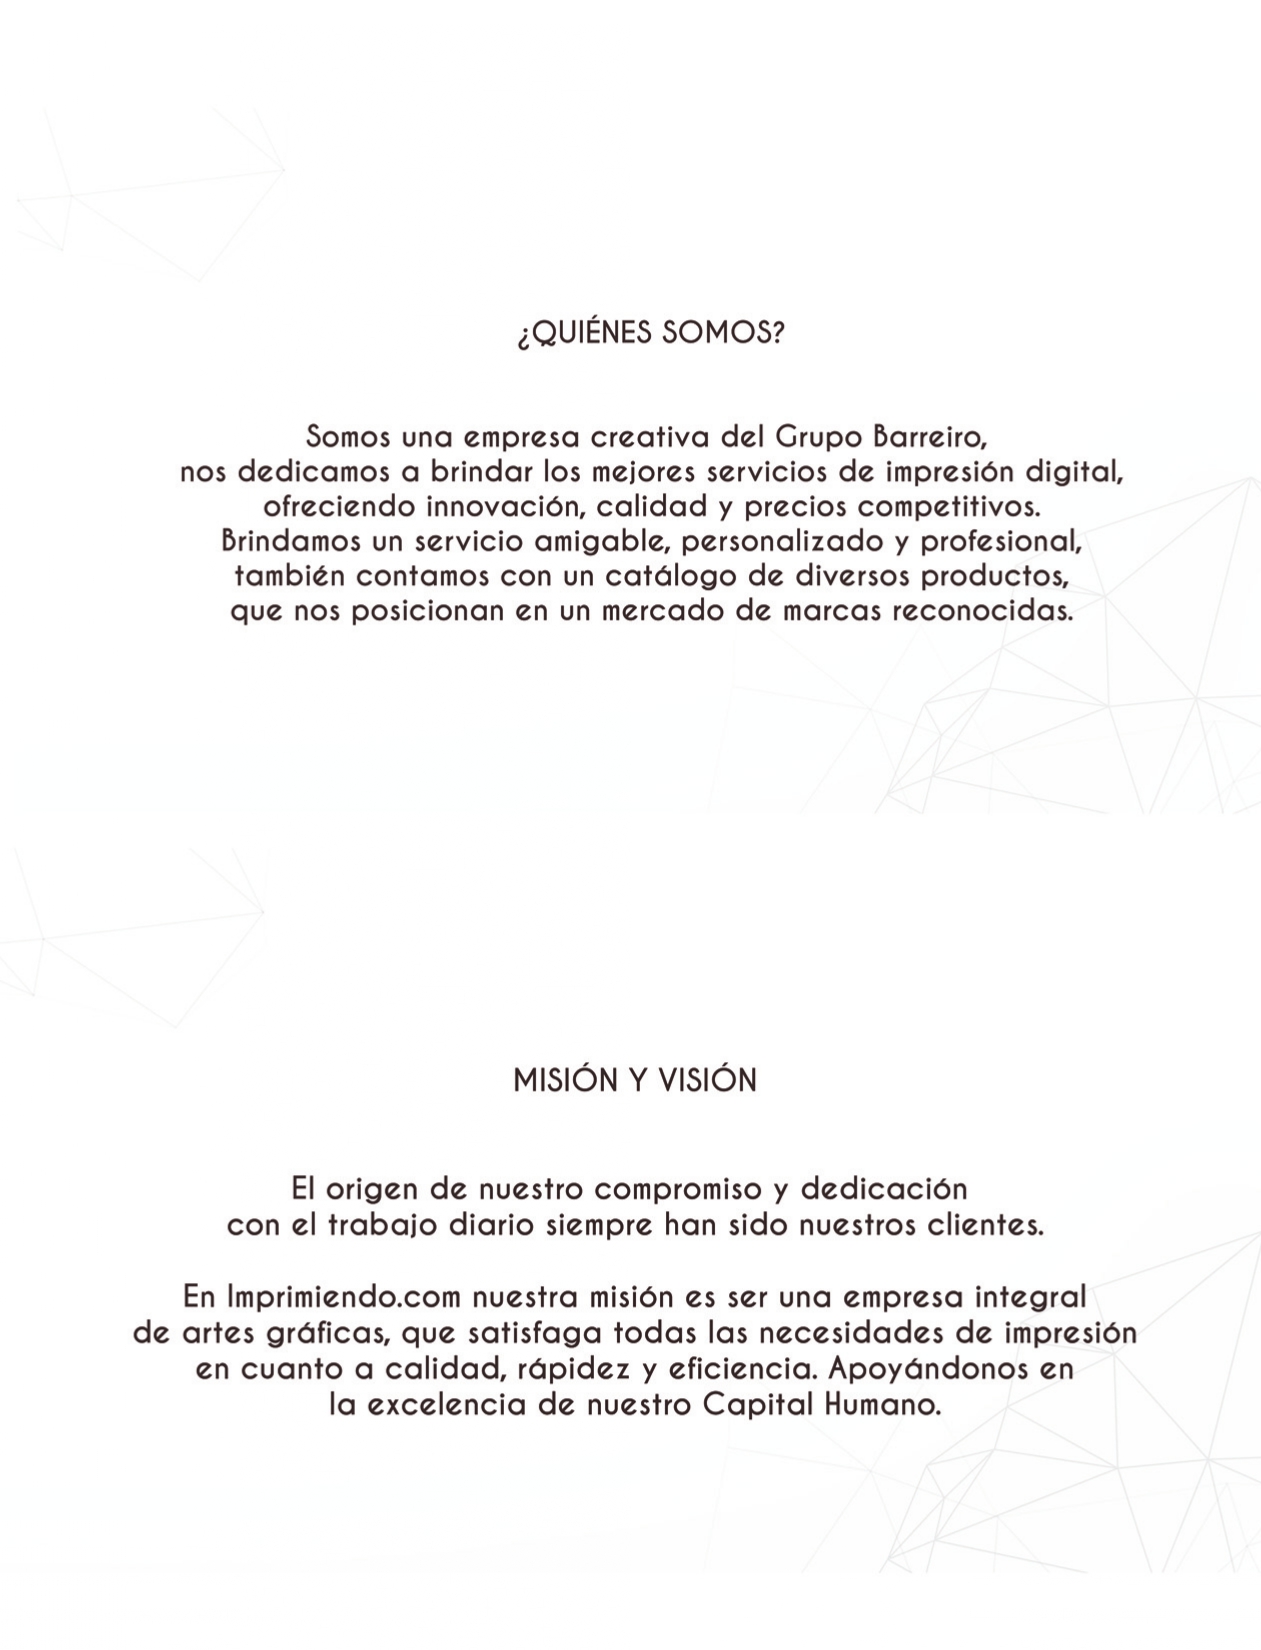 ¿QUIÉNES SOMOS?
Somos una empresa creativa del Grupo Barreiro,
nos dedicamos a brindar los mejores servicios de impresión digital,
ofreciendo innovación, calidad y precios competitivos.
Brindamos un servicio amigable, personalizado y profesional,
también contamos con un catálogo de diversos productos,
que nos posicionan en un mercado de marcas reconocidas.
MISIÓN Y VISIÓN
El origen de nuestro compromiso y dedicación
con el trabajo diario siempre han sido nuestros clientes.
En Imprimiendo.com nuestra misión es ser una empresa integral
de artes gráficas, que satisfaga todas las necesidades de impresión
en cuanto a calidad, rápidez y eficiencia. Apoyándonos en
la excelencia de nuestro Capital Humano.